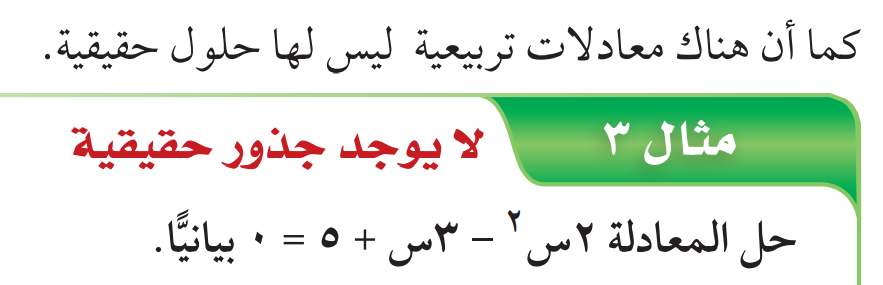 كما أن هناك معادلات تربيعية ليس لها حلول حقيقية.
مثال ٣ لا يوجد جذور حقيقية
حل المعادلة ٢س٢ – ٣س + ٥ = ٠ بيانيًّا.